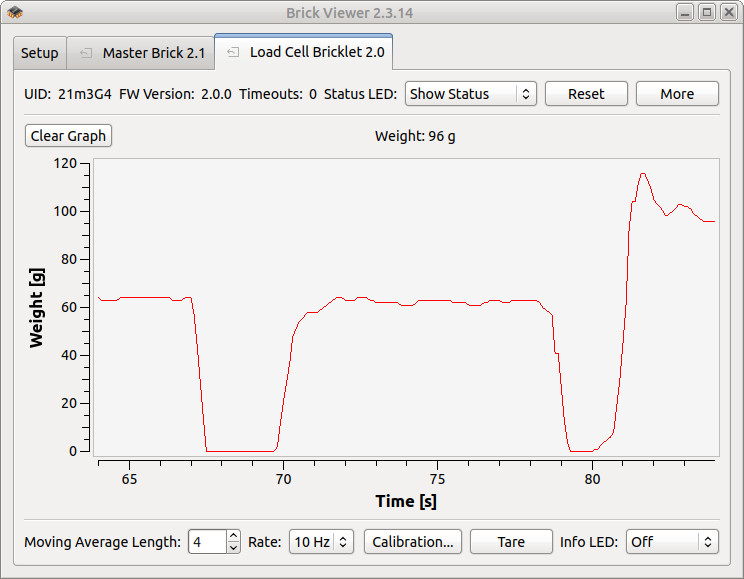 Brick Viewer 2.3.14
Setup Master Brick 2.1 Load Cell Bricklet 2.0
UID: 21m3G4 FW Version: 2.0.0 Timeouts: 0 Status LED: Show Status Reset More
Clear Graph Weight: 96 g
120
100
80
60
40
20
0
Weight [g]
65 70 75 80
Time [s]
Moving Average Length: 4 Rate: 10 Hz Calibration... Tare Info LED: Off